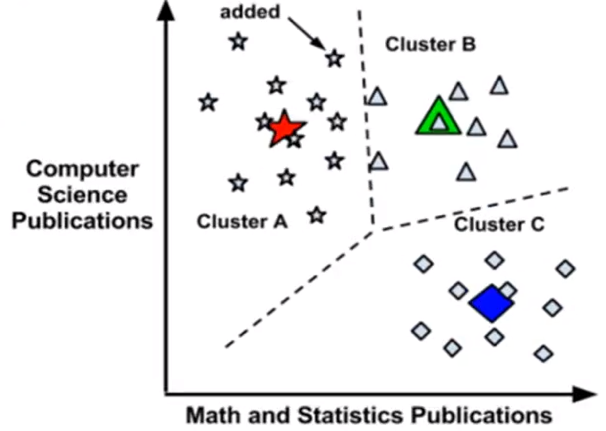 added
Cluster B
Computer
Science
Publications
Cluster A
Cluster C
Math and Statistics Publications